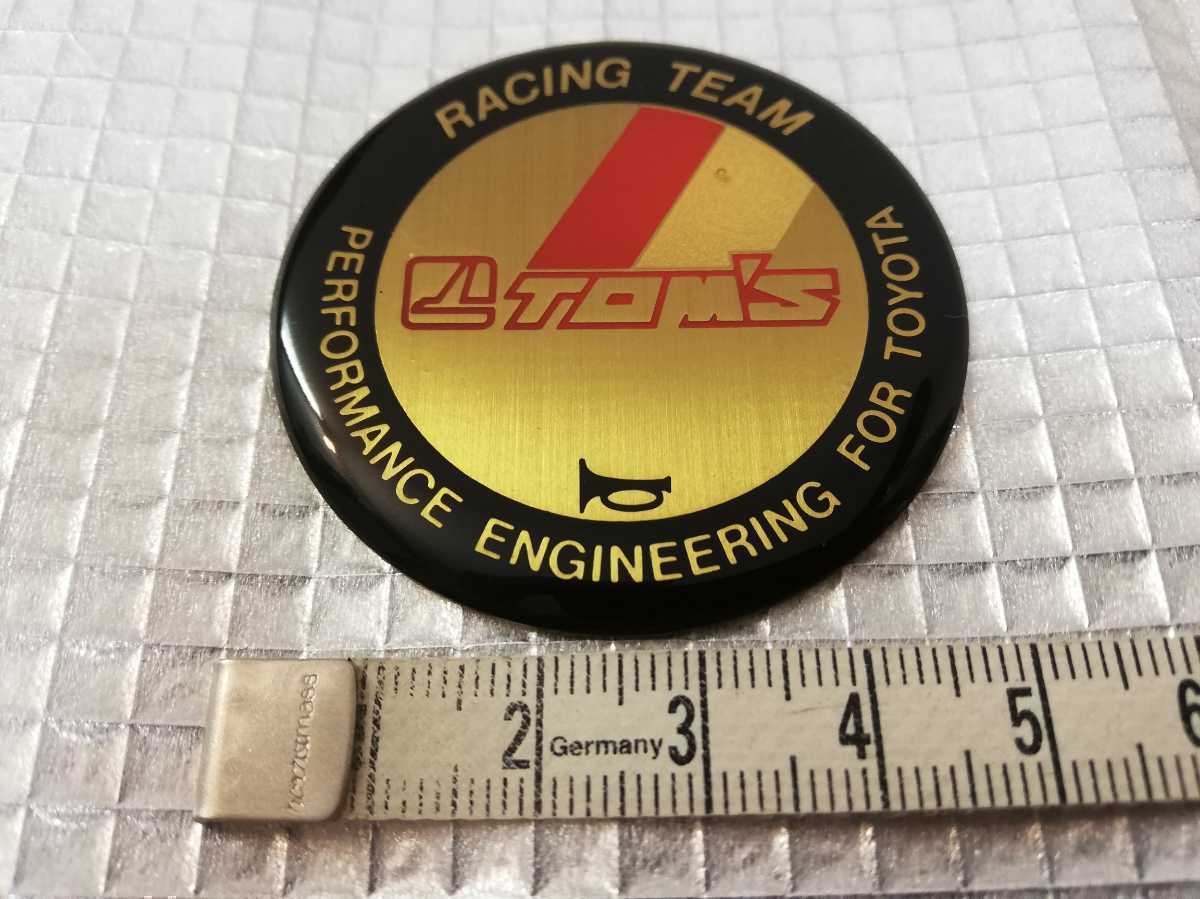 RACING TEAM
TOM'S
PERFORMANCE ENGINEERING FOR TOYOTA
2 Germany 3 4 5 6